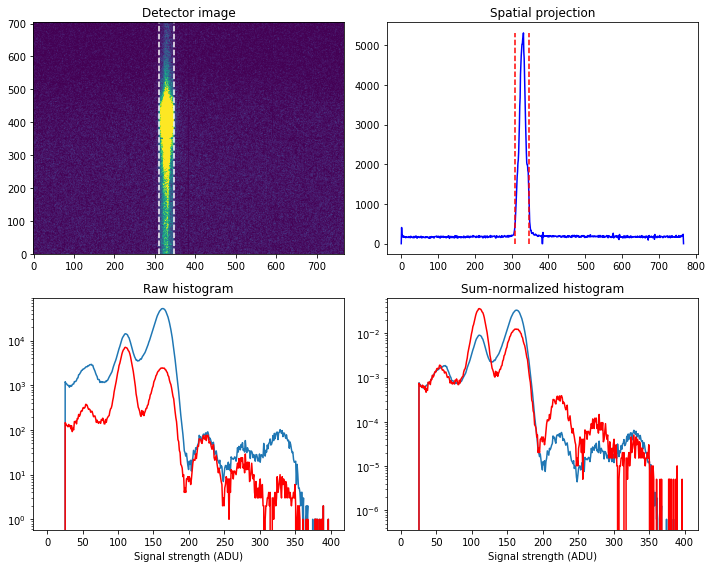 Detector image
700
600
500
400
300
200
100
0
0 100 200 300 400 500 600 700
Spatial projection
5000
4000
3000
2000
1000
0
0 100 200 300 400 500 600 700 800
Raw histogram
10⁴
10³
10²
10¹
10⁰
0 50 100 150 200 250 300 350 400
Signal strength (ADU)
Sum-normalized histogram
10⁻²
10⁻³
10⁻⁴
10⁻⁵
10⁻⁶
0 50 100 150 200 250 300 350 400
Signal strength (ADU)